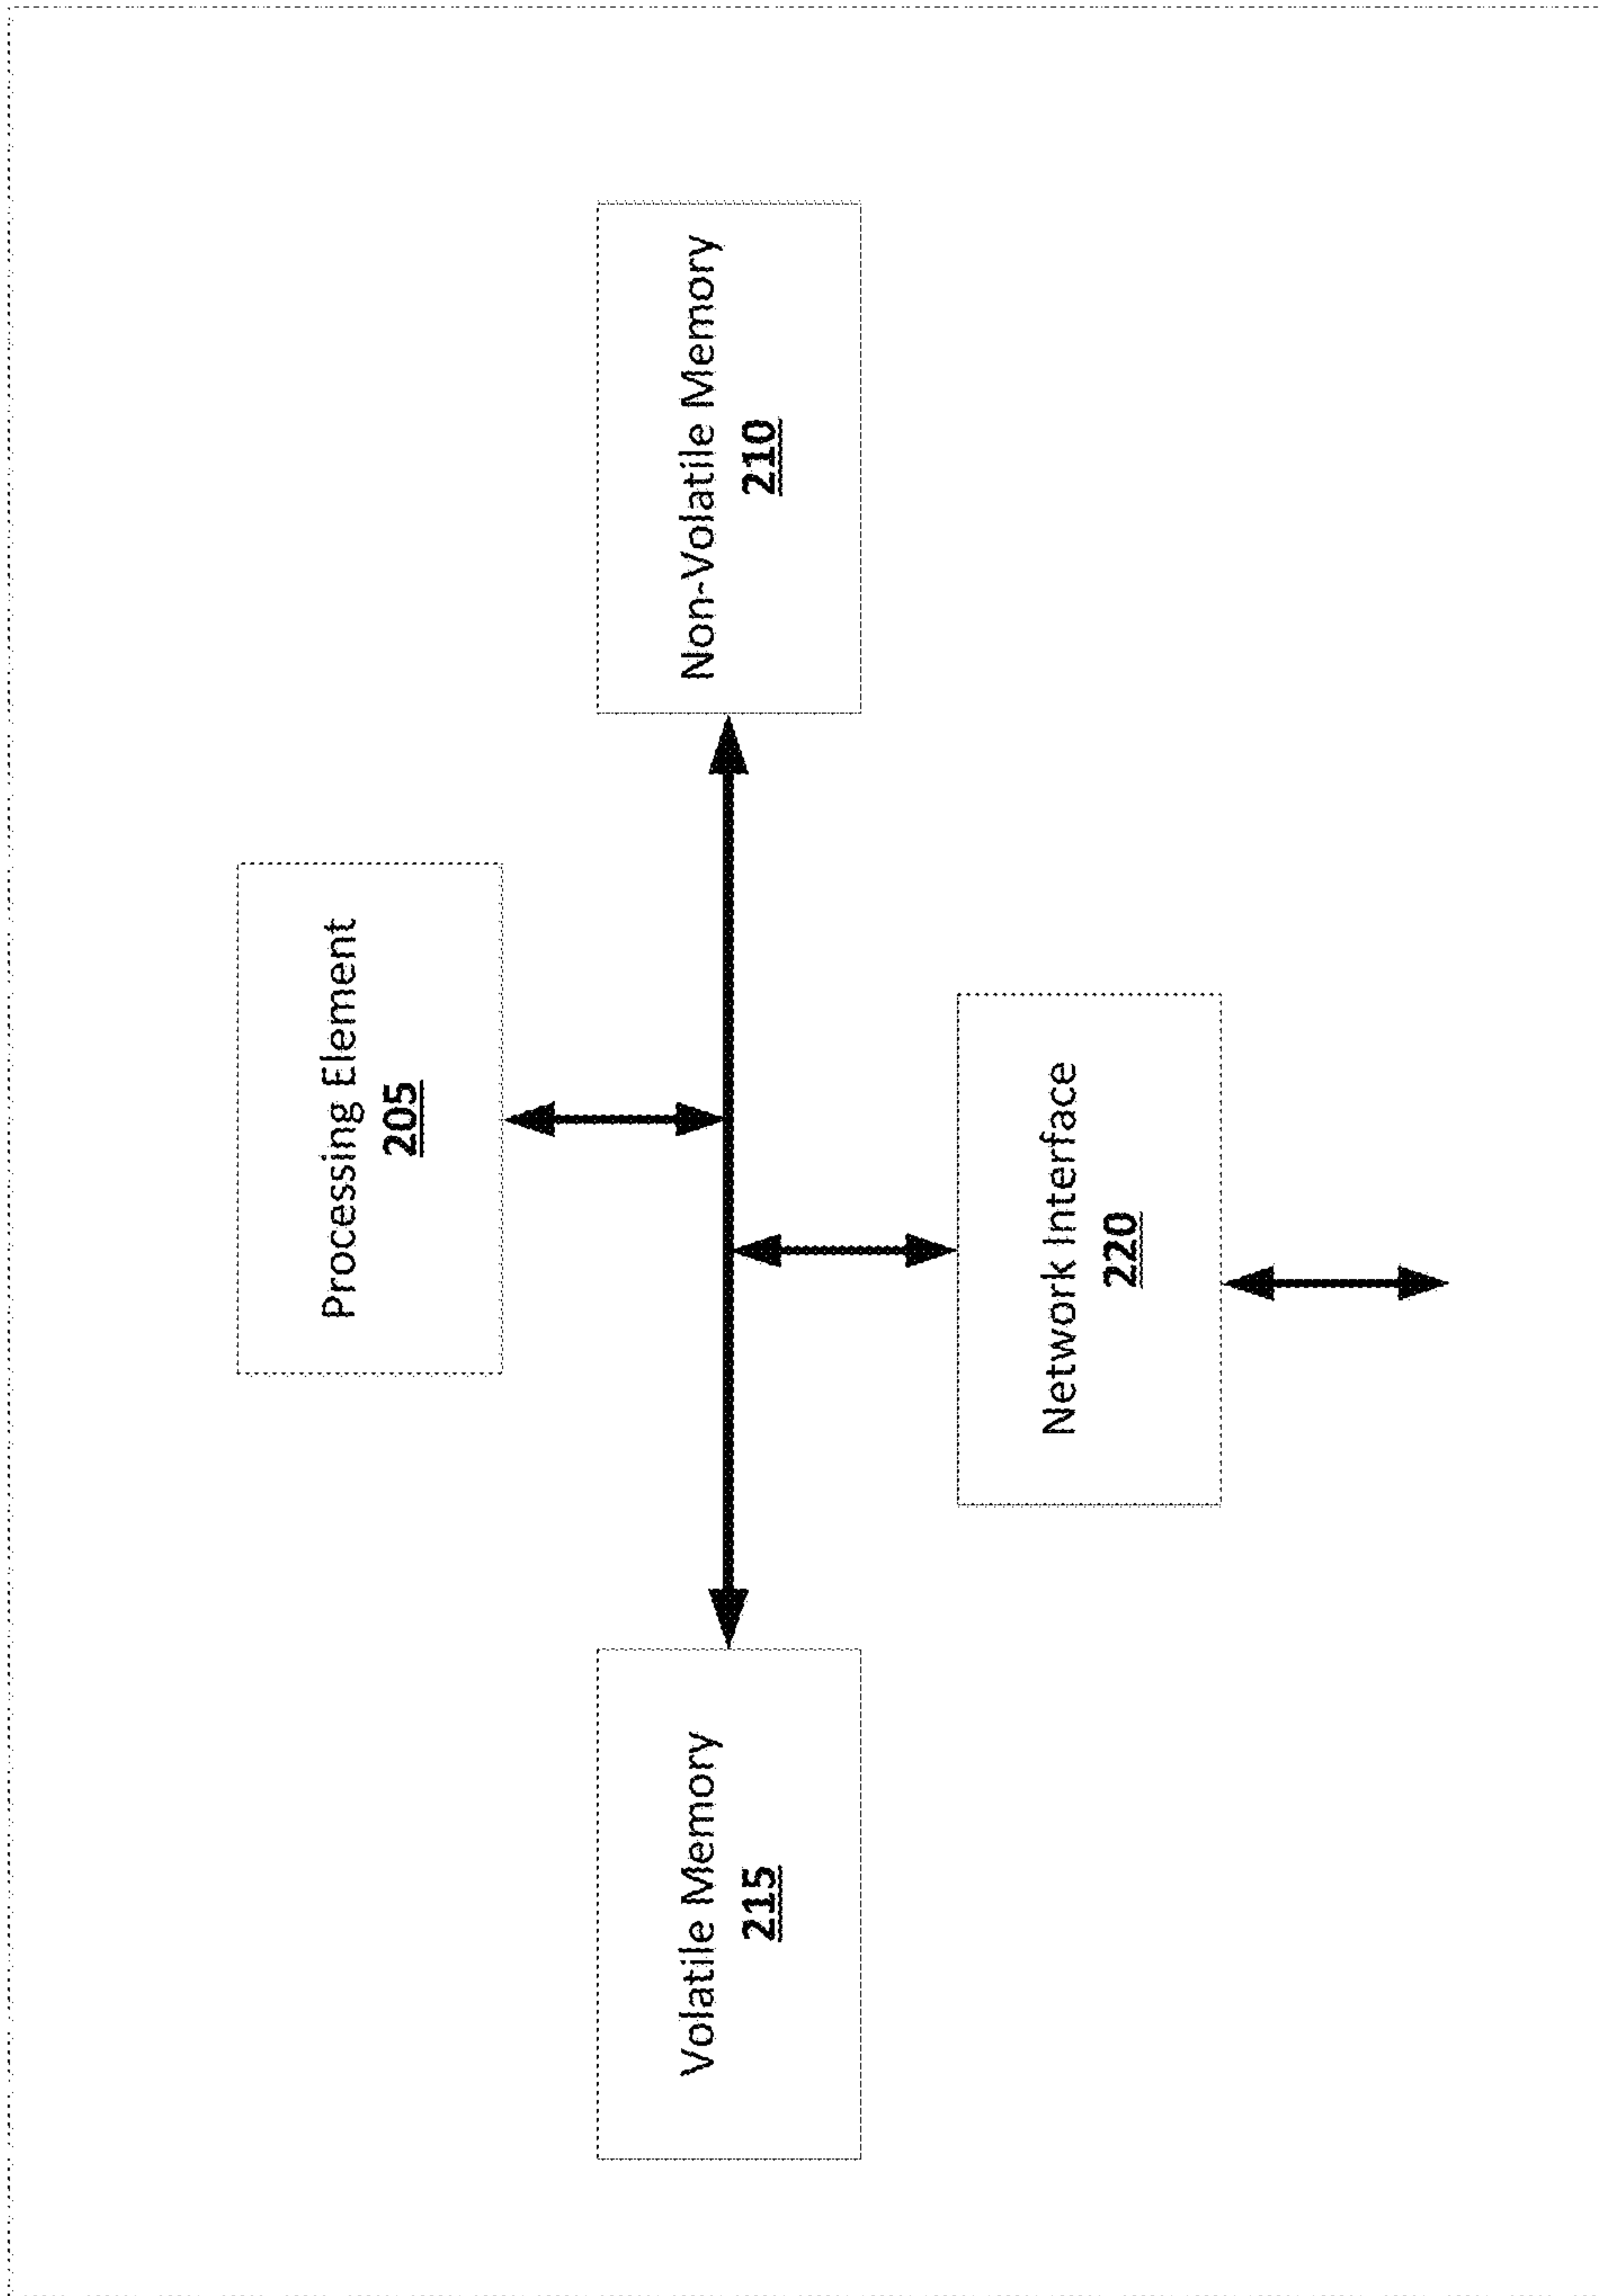 Processing Element
205
Volatile Memory
215
Non-Volatile Memory
210
Network Interface
220